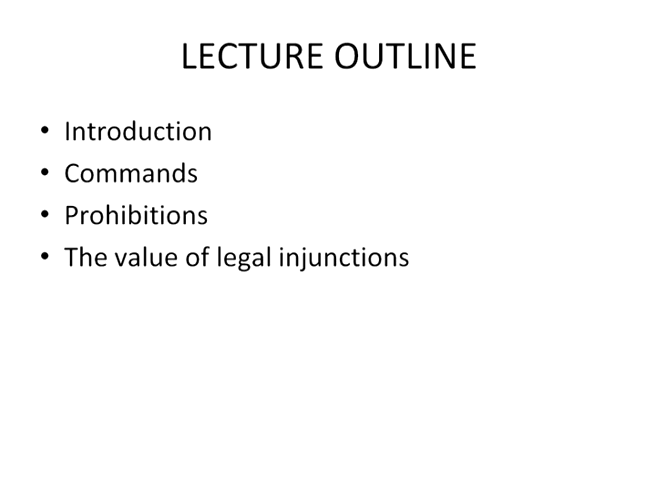 LECTURE OUTLINE
• Introduction
• Commands
• Prohibitions
• The value of legal injunctions